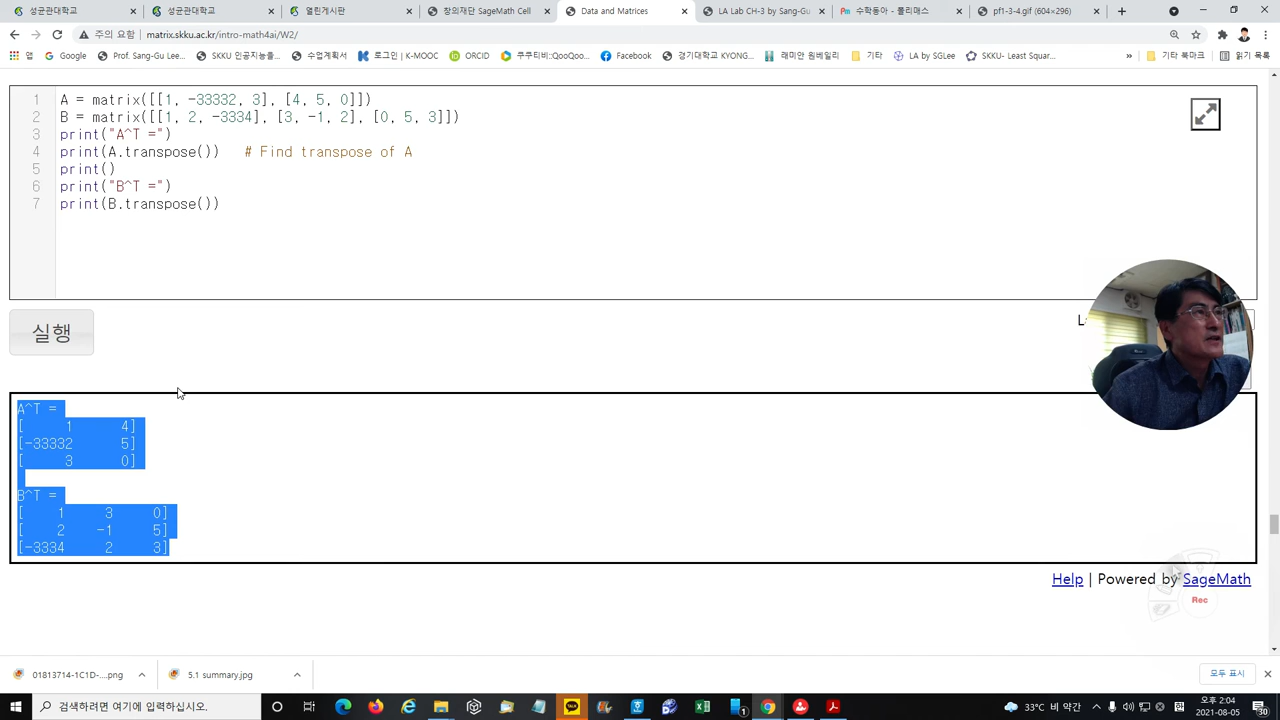 성균관대학교
성균관대학교
열린게시판
창의재단 SageMath Cell
Data and Matrices
LA Lab CH-3 by Sang-Gu
수학동아 - 폴리매스
pf1-3-4.gif (604×296)
주의 요함 | matrix.skku.ac.kr/intro-math4ai/W2/
앱
Google
Prof. Sang-Gu Lee...
SKKU 인공지능을...
수업계획서
로그인 | K-MOOC
ORCID
쿠쿠티비::QooQoo...
Facebook
경기대학교 KYONG...
래미안 원베일리
기타
LA by SGLee
SKKU- Least Squar...
»
기타 북마크
읽기 목록
1 A = matrix([[1, -33332, 3], [4, 5, 0]])
2 B = matrix([[1, 2, -3334], [3, -1, 2], [0, 5, 3]])
3 print("A^T =")
4 print(A.transpose()) # Find transpose of A
5 print()
6 print("B^T =")
7 print(B.transpose())
실행
L
A^T =
[ 1 4]
[-33332 5]
[ 3 0]
B^T =
[ 1 3 0]
[ 2 -1 5]
[-3334 2 3]
Help | Powered by SageMath
Rec
01813714-1C1D-....png
5.1 summary.jpg
모두 표시
검색하려면 여기에 입력하십시오.
TALK
33℃ 비 약간
오후 2:04
2021-08-05
30